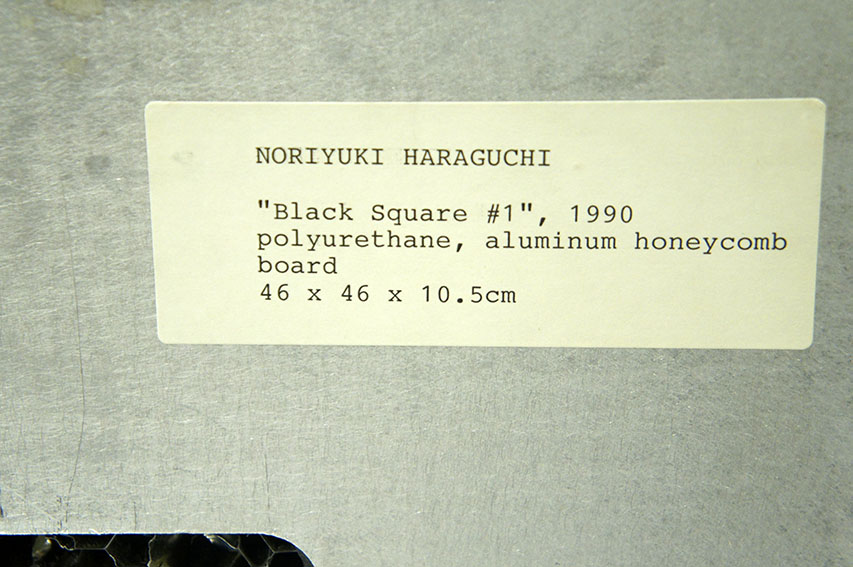 NORIYUKI HARAGUCHI
"Black Square #1", 1990
polyurethane, aluminum honeycomb
board
46 x 46 x 10.5cm